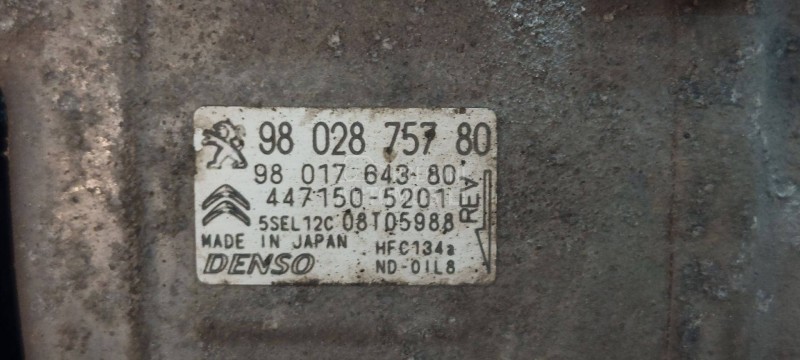 98 028 757 80
98 017 643 80
447150-5201
5SEL12C 08T05988
REV
MADE IN JAPAN HFC134a
DENSO ND-OIL8